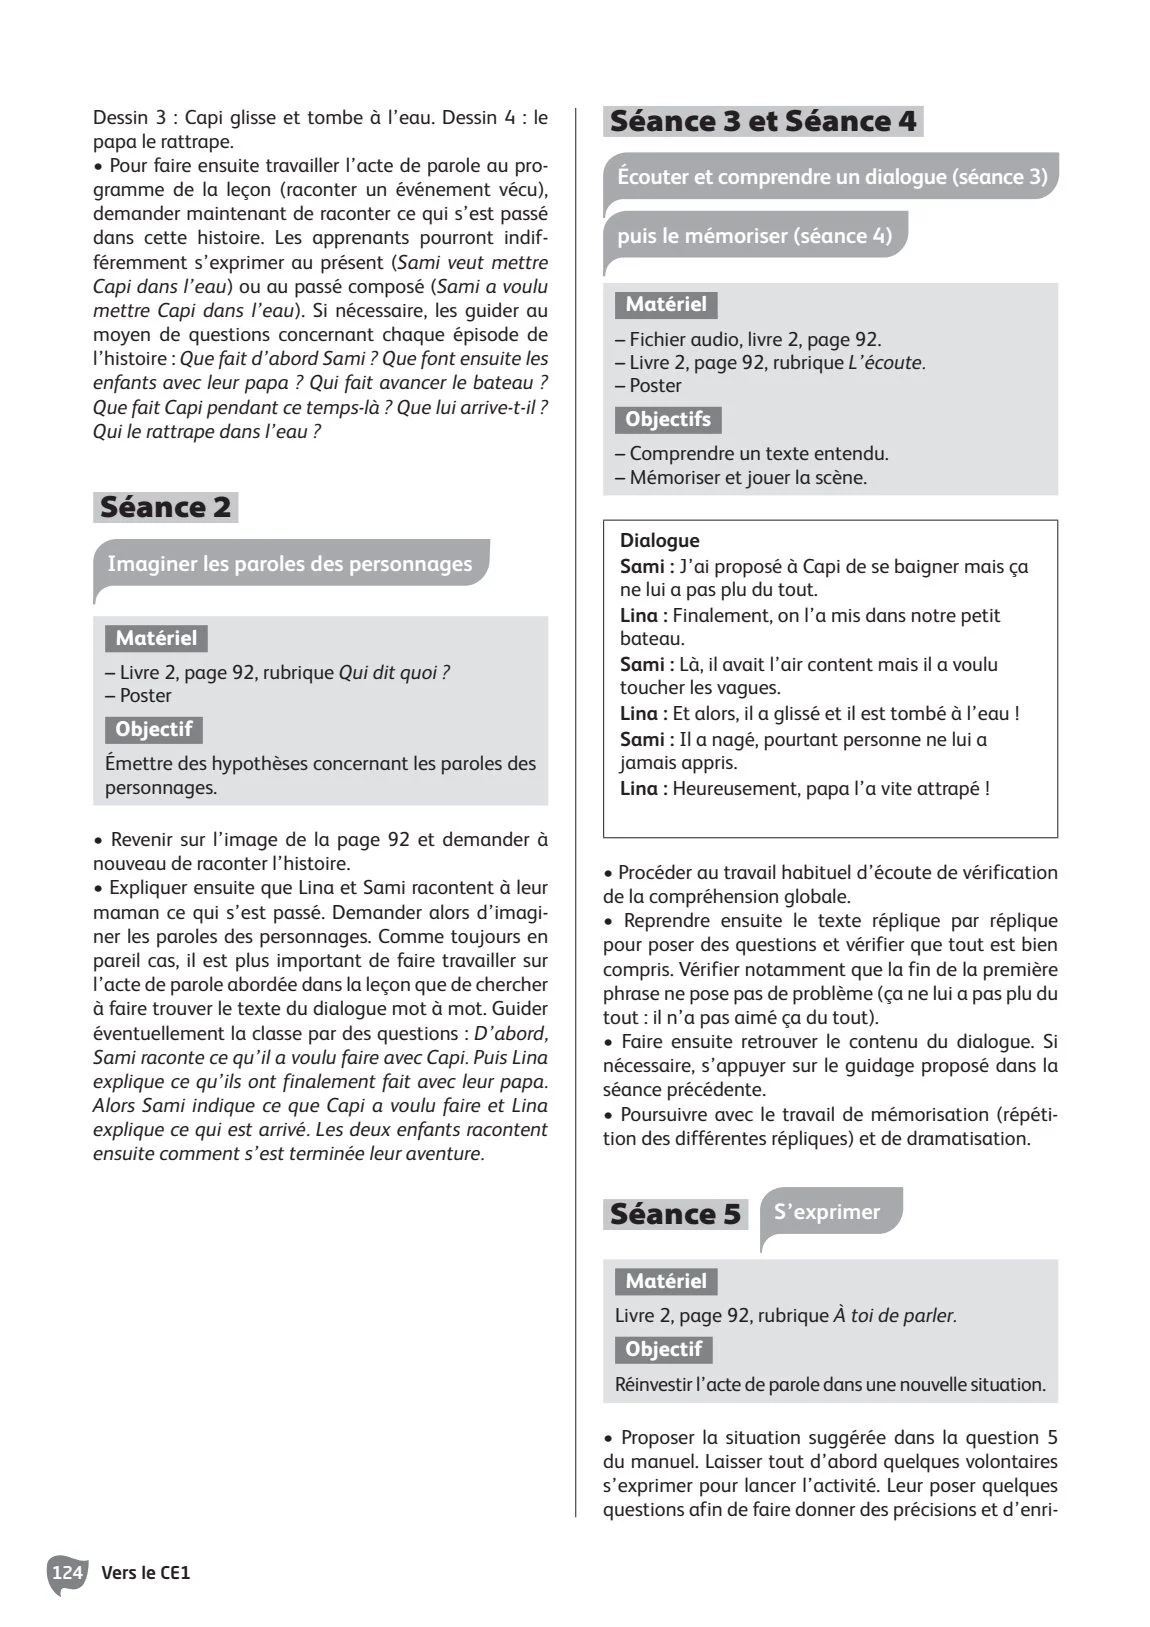 Dessin 3 : Capi glisse et tombe à l’eau. Dessin 4 : le
papa le rattrape.
• Pour faire ensuite travailler l’acte de parole au pro-
gramme de la leçon (raconter un événement vécu),
demander maintenant de raconter ce qui s’est passé
dans cette histoire. Les apprenants pourront indif-
féremment s’exprimer au présent (Sami veut mettre
Capi dans l’eau) ou au passé composé (Sami a voulu
mettre Capi dans l’eau). Si nécessaire, les guider au
moyen de questions concernant chaque épisode de
l’histoire : Que fait d’abord Sami ? Que font ensuite les
enfants avec leur papa ? Qui fait avancer le bateau ?
Que fait Capi pendant ce temps-là ? Que lui arrive-t-il ?
Qui le rattrape dans l’eau ?
Séance 2
Imaginer les paroles des personnages
Matériel
– Livre 2, page 92, rubrique Qui dit quoi ?
– Poster
Objectif
Émettre des hypothèses concernant les paroles des
personnages.
• Revenir sur l’image de la page 92 et demander à
nouveau de raconter l’histoire.
• Expliquer ensuite que Lina et Sami racontent à leur
maman ce qui s’est passé. Demander alors d’imagi-
ner les paroles des personnages. Comme toujours en
pareil cas, il est plus important de faire travailler sur
l’acte de parole abordée dans la leçon que de chercher
à faire trouver le texte du dialogue mot à mot. Guider
éventuellement la classe par des questions : D’abord,
Sami raconte ce qu’il a voulu faire avec Capi. Puis Lina
explique ce qu’ils ont finalement fait avec leur papa.
Alors Sami indique ce que Capi a voulu faire et Lina
explique ce qui est arrivé. Les deux enfants racontent
ensuite comment s’est terminée leur aventure.
Séance 3 et Séance 4
Écouter et comprendre un dialogue (séance 3)
puis le mémoriser (séance 4)
Matériel
– Fichier audio, livre 2, page 92.
– Livre 2, page 92, rubrique L’écoute.
– Poster
Objectifs
– Comprendre un texte entendu.
– Mémoriser et jouer la scène.
Dialogue
Sami : J’ai proposé à Capi de se baigner mais ça
ne lui a pas plu du tout.
Lina : Finalement, on l’a mis dans notre petit
bateau.
Sami : Là, il avait l’air content mais il a voulu
toucher les vagues.
Lina : Et alors, il a glissé et il est tombé à l’eau !
Sami : Il a nagé, pourtant personne ne lui a
jamais appris.
Lina : Heureusement, papa l’a vite attrapé !
• Procéder au travail habituel d’écoute de vérification
de la compréhension globale.
• Reprendre ensuite le texte réplique par réplique
pour poser des questions et vérifier que tout est bien
compris. Vérifier notamment que la fin de la première
phrase ne pose pas de problème (ça ne lui a pas plu du
tout : il n’a pas aimé ça du tout).
• Faire ensuite retrouver le contenu du dialogue. Si
nécessaire, s’appuyer sur le guidage proposé dans la
séance précédente.
• Poursuivre avec le travail de mémorisation (répéti-
tion des différentes répliques) et de dramatisation.
Séance 5
S’exprimer
Matériel
Livre 2, page 92, rubrique À toi de parler.
Objectif
Réinvestir l’acte de parole dans une nouvelle situation.
• Proposer la situation suggérée dans la question 5
du manuel. Laisser tout d’abord quelques volontaires
s’exprimer pour lancer l’activité. Leur poser quelques
questions afin de faire donner des précisions et d’enri-
124 Vers le CE1